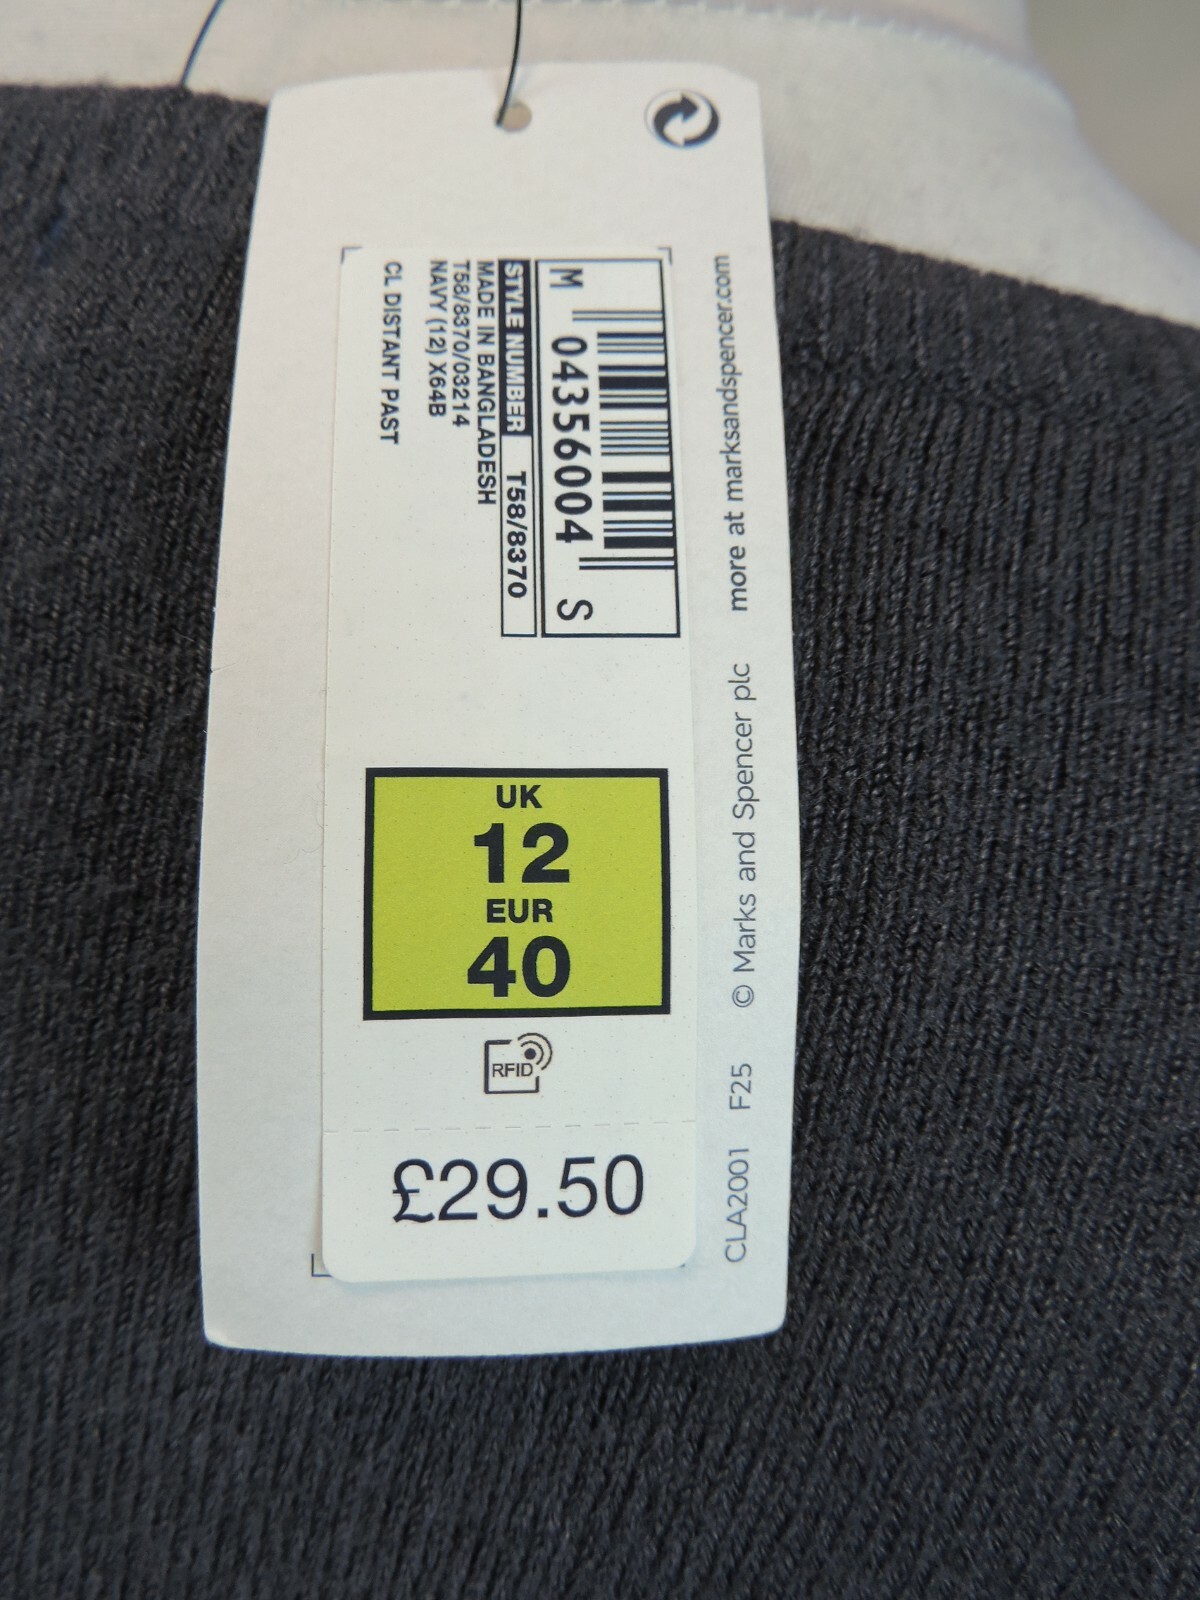 M 04356004 S
STYLE NUMBER T58/8370
MADE IN BANGLADESH
T58/8370/03214
NAVY (12) X64B
CL DISTANT PAST
UK
12
EUR
40
RFID
£29.50
CLA2001 F25 © Marks and Spencer plc more at marksandspencer.com